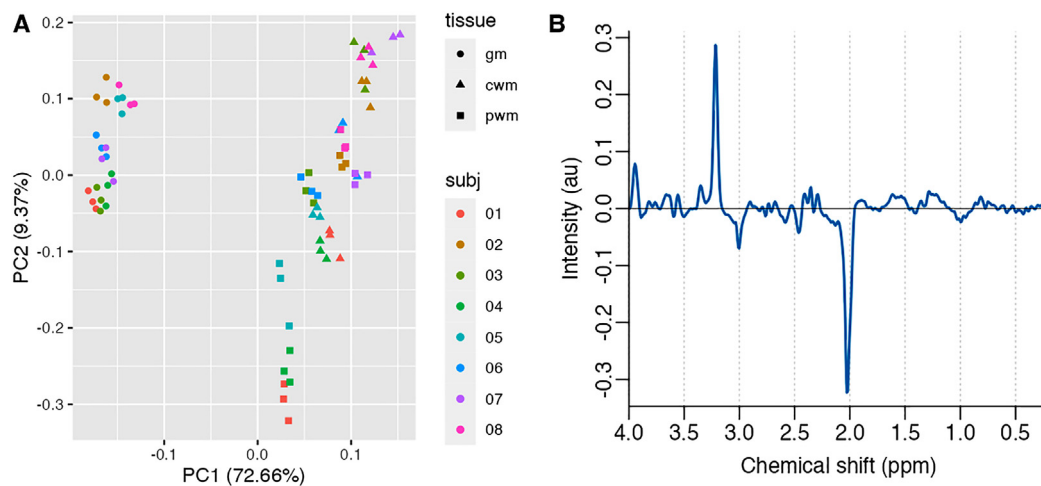 A
tissue
gm
cwm
pwm
subj
01
02
03
04
05
06
07
08
0.2
0.1
0.0
-0.1
-0.2
-0.3
PC2 (9.37%)
-0.1
0.0
0.1
PC1 (72.66%)
B
0.3
0.2
0.1
0.0
-0.1
-0.2
-0.3
Intensity (au)
4.0
3.5
3.0
2.5
2.0
1.5
1.0
0.5
Chemical shift (ppm)